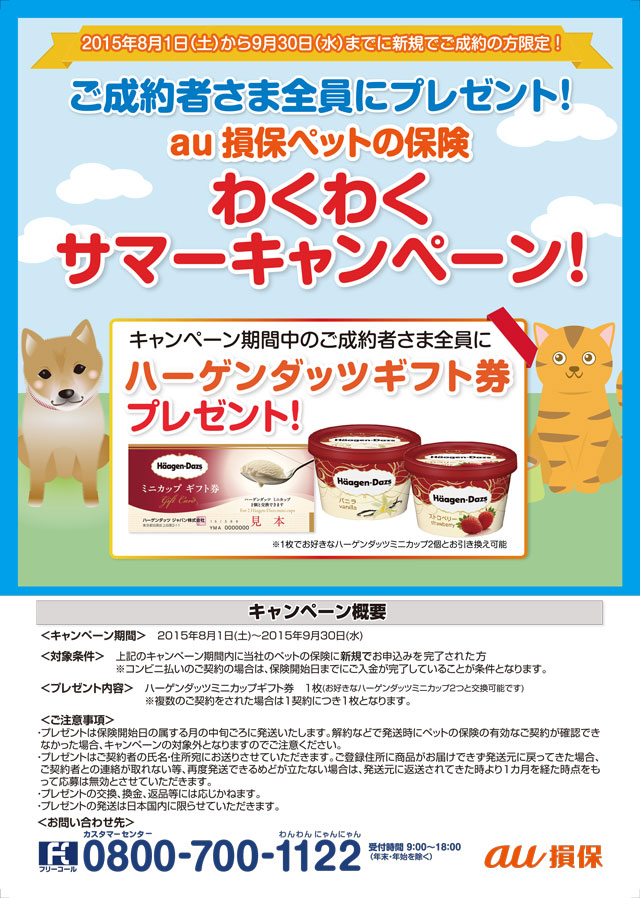 2015年8月1日(土)から9月30日(水)までに新規でご成約の方限定!
ご成約者さま全員にプレゼント!
au 損保ペットの保険
わくわく
サマーキャンペーン!
キャンペーン期間中のご成約者さま全員に
ハーゲンダッツギフト券
プレゼント!
Häagen-Dazs
ミニカップ ギフト券
Gift Card
ハーゲンダッツ ジャパン株式会社
ハーゲンダッツ ミニカップ
2個と交換できます
見本
YMA 0000000
Häagen-Dazs
Häagen-Dazs
バニラ
vanilla
Häagen-Dazs
Häagen-Dazs
ストロベリー
strawberry
※1枚でお好きなハーゲンダッツミニカップ2個とお引き換え可能
キャンペーン概要
<キャンペーン期間> 2015年8月1日(土)~2015年9月30日(水)
<対象条件> 上記のキャンペーン期間内に当社のペットの保険に新規でお申込みを完了された方
※コンビニ払いのご契約の場合は、保険開始日までにご入金が完了していることが条件となります。
<プレゼント内容> ハーゲンダッツミニカップギフト券 1枚(お好きなハーゲンダッツミニカップ2つと交換可能です)
※複数のご契約をされた場合は1契約につき1枚となります。
<ご注意事項>
・プレゼントは保険開始日の属する月の中旬ごろに発送いたします。解約などで発送時にペットの保険の有効なご契約が確認で
きなかった場合、キャンペーンの対象外となりますのでご注意ください。
・プレゼントはご契約者の氏名・住所宛にお送りさせていただきます。ご登録住所に商品がお届けできず発送元に戻ってきた場合、
ご契約者との連絡が取れない等、再度発送できるめどが立たない場合は、発送元に返送されてきた時より1カ月を経た時点をも
って応募は無効とさせていただきます。
・プレゼントの交換、換金、返品等には応じかねます。
・プレゼントの発送は日本国内に限らせていただきます。
<お問い合わせ先>
カスタマーセンター
わんわん にゃんにゃん
フリーコール
0800-700-1122
受付時間 9:00~18:00
(年末・年始を除く)
au 損保